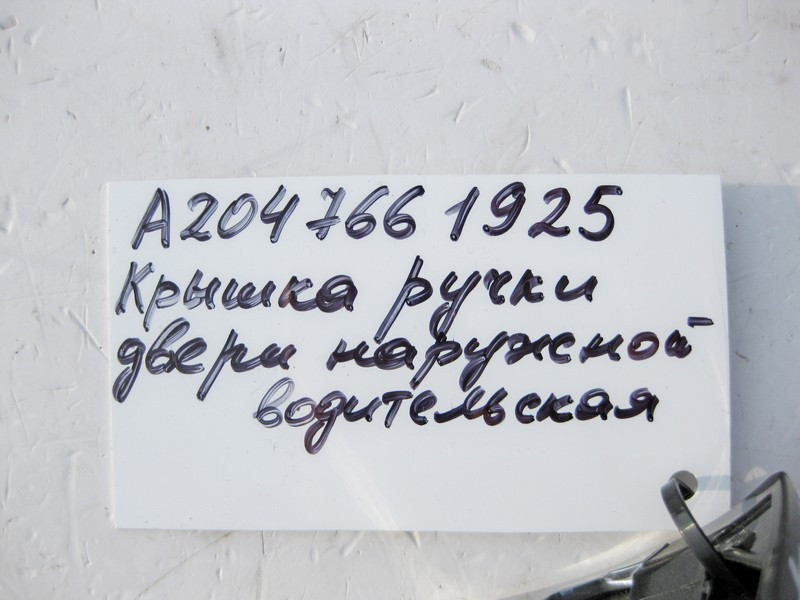 A204 766 1925
Крышка ручки
двери наружной
водительская